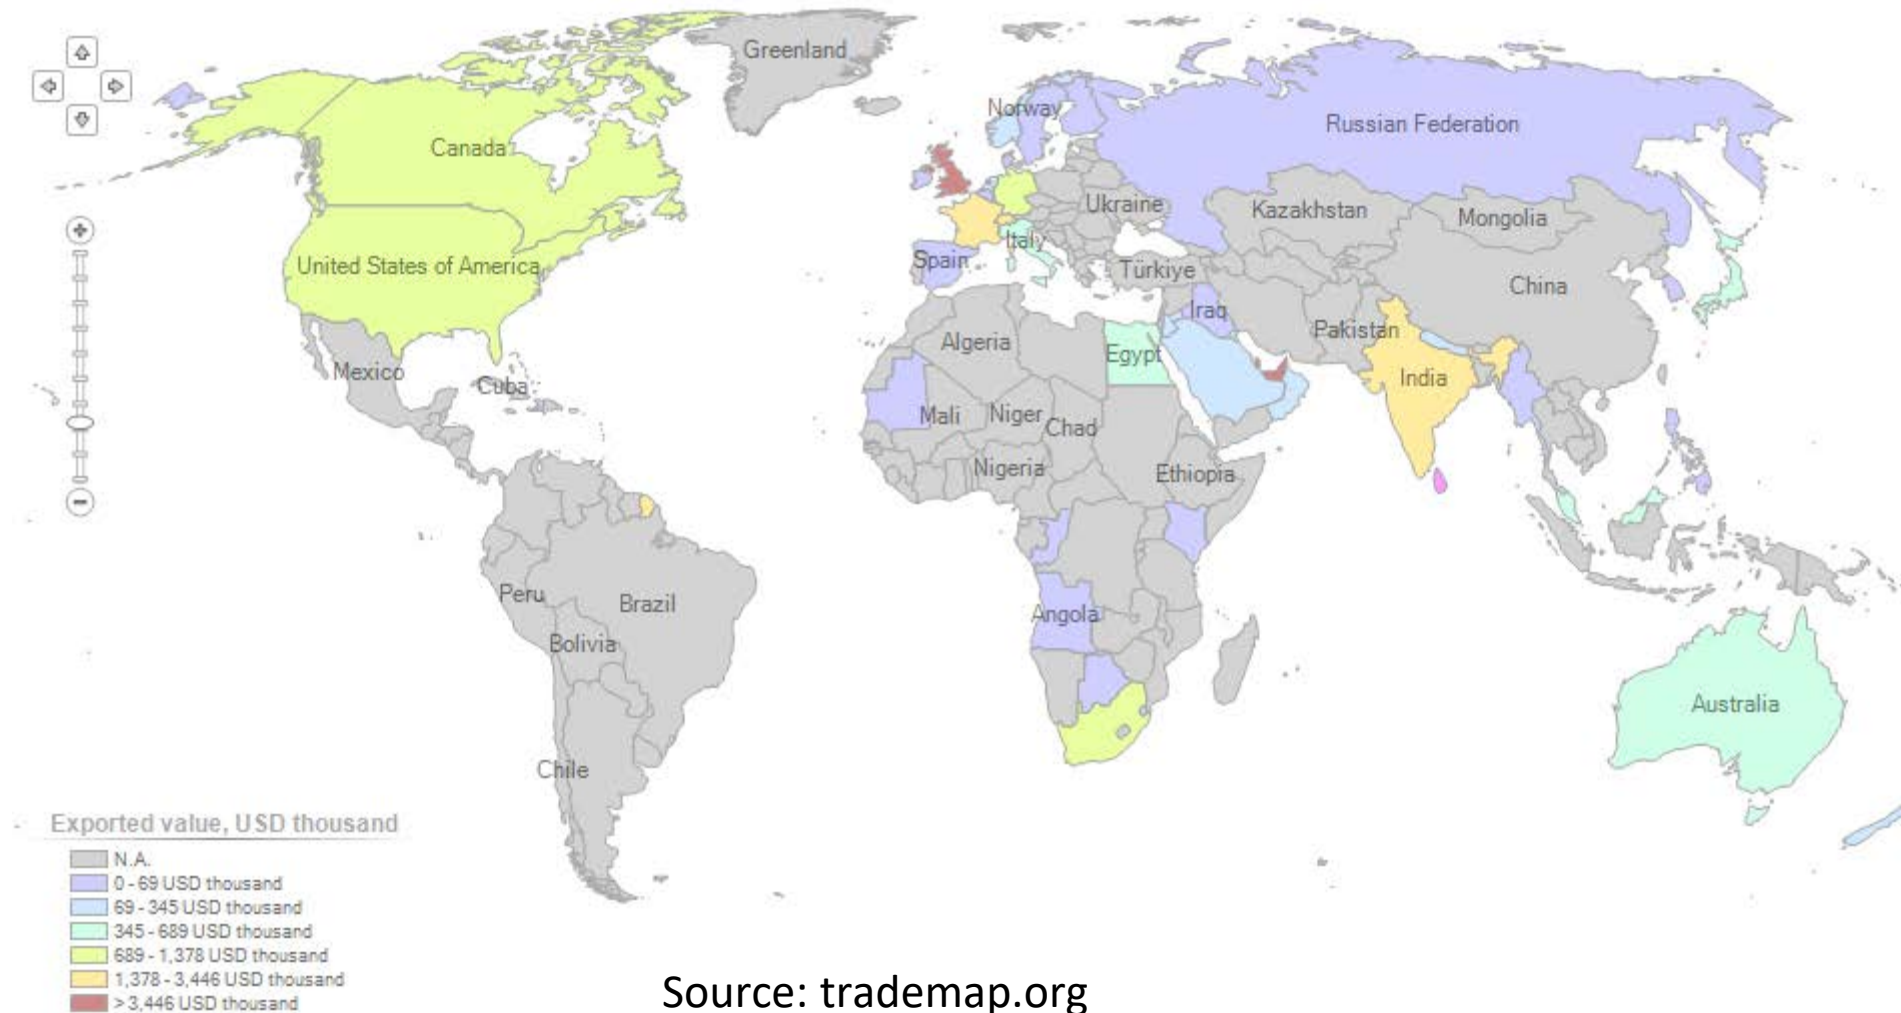 Greenland
Norway
Russian Federation
Canada
Ukraine
Kazakhstan
Mongolia
Italy
Spain
United States of America
Türkiye
China
Iraq
Pakistan
Algeria
Egypt
Mexico
Cuba
India
Mali
Niger
Chad
Nigeria
Ethiopia
Peru
Brazil
Angola
Bolivia
Australia
Chile
Exported value, USD thousand
N.A.
0 - 69 USD thousand
69 - 345 USD thousand
345 - 689 USD thousand
689 - 1,378 USD thousand
1,378 - 3,446 USD thousand
> 3,446 USD thousand
Source: trademap.org